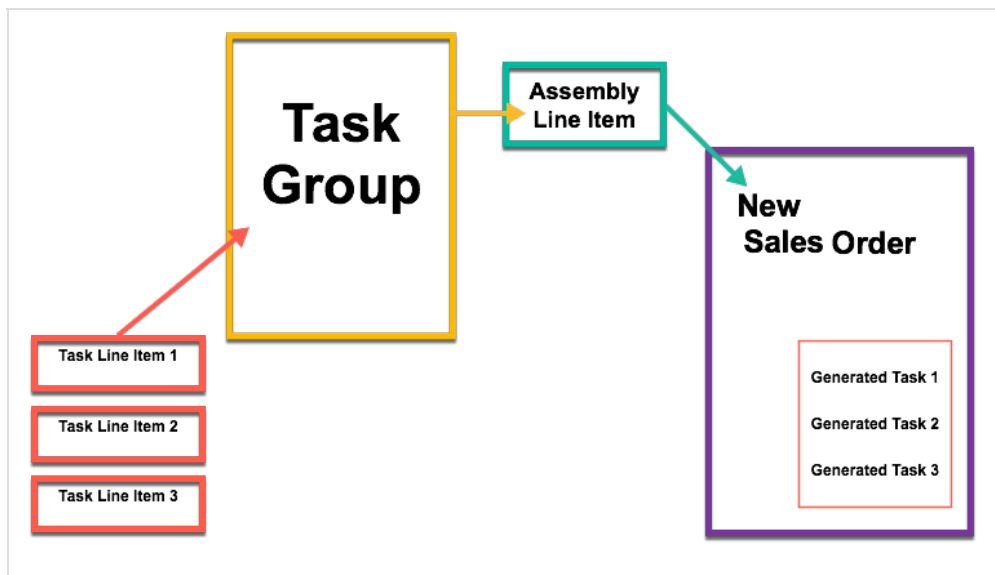 Task
Group
Assembly
Line Item
New
Sales Order
Task Line Item 1
Task Line Item 2
Task Line Item 3
Generated Task 1
Generated Task 2
Generated Task 3